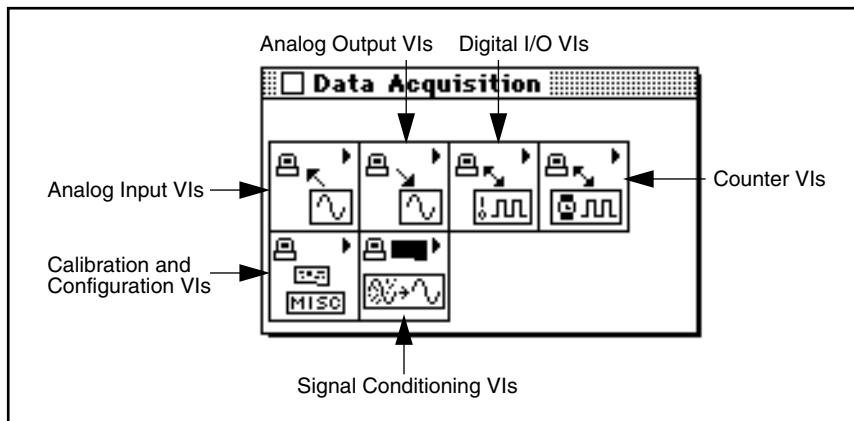 Analog Output VIs
Digital I/O VIs
Data Acquisition
Analog Input VIs
Counter VIs
Calibration and
Configuration VIs
MISC
Signal Conditioning VIs